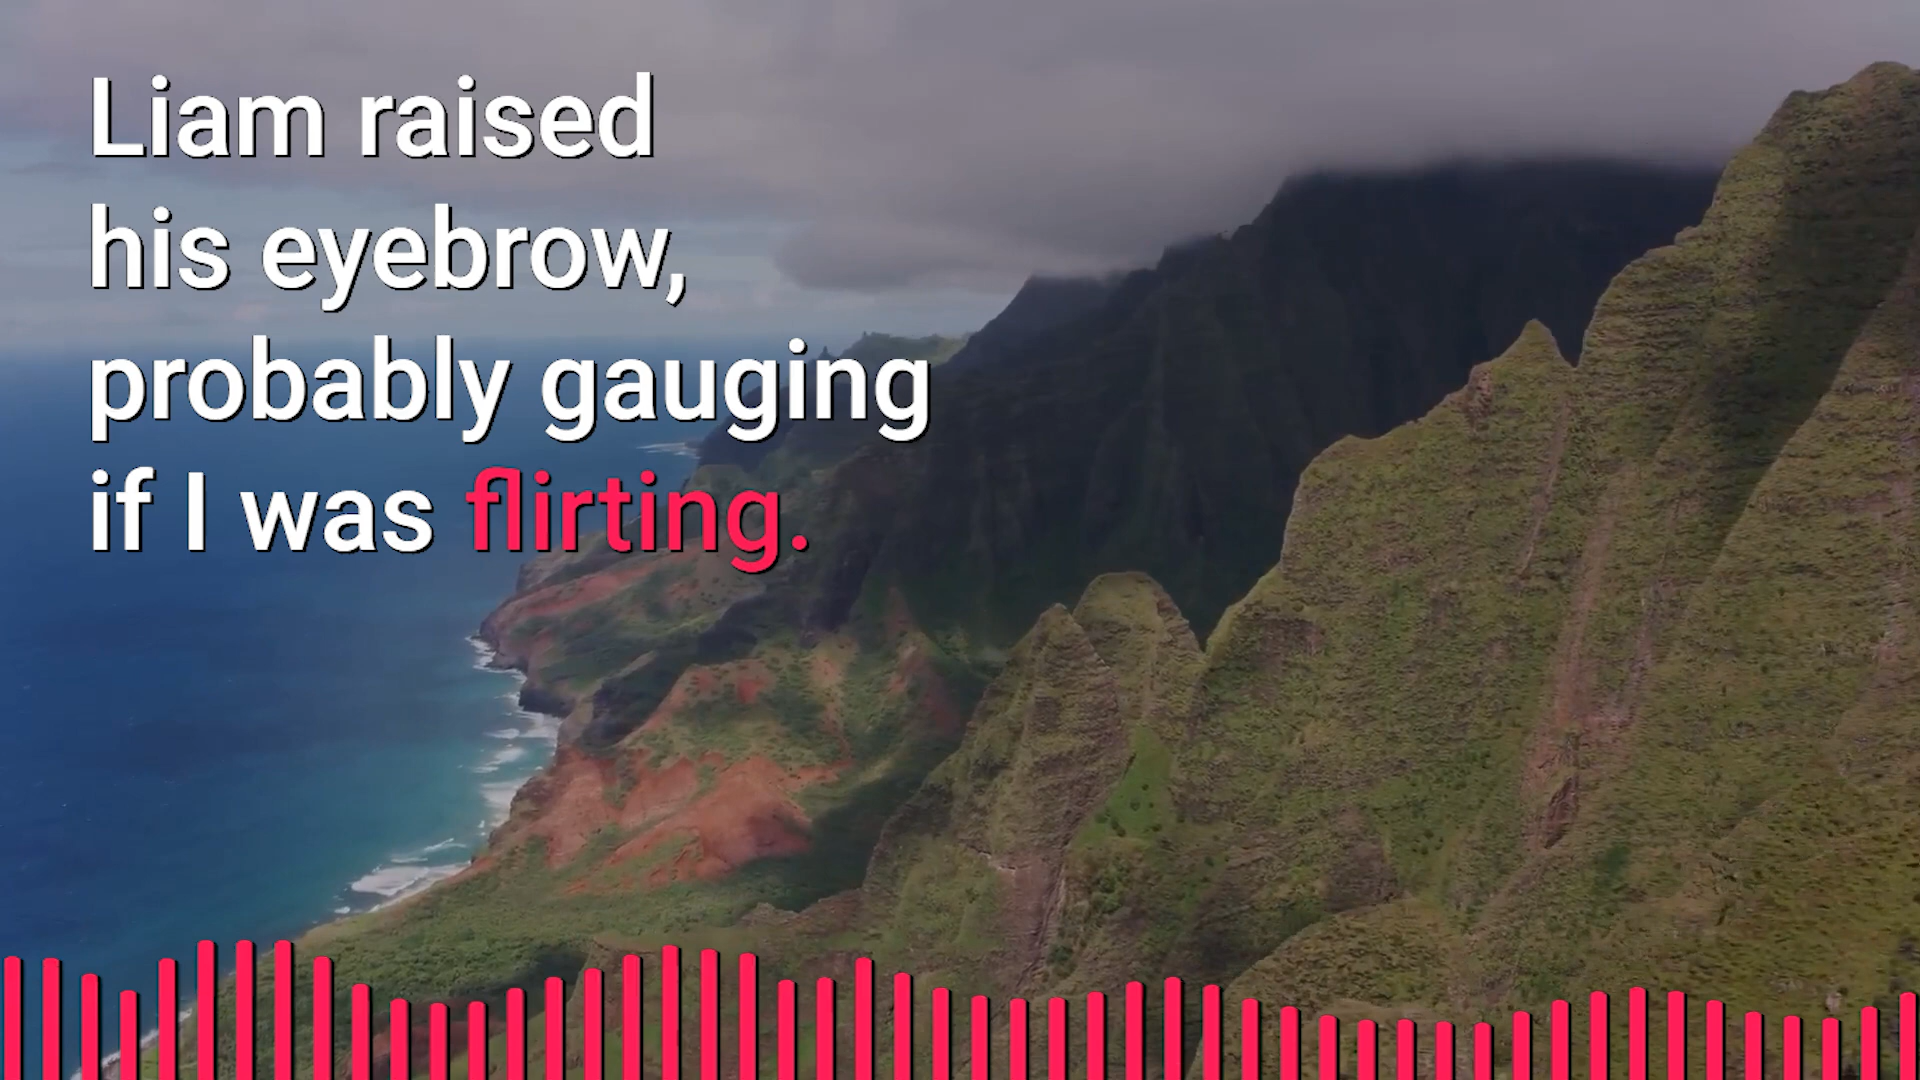 Liam raised
his eyebrow,
probably gauging
if I was flirting.